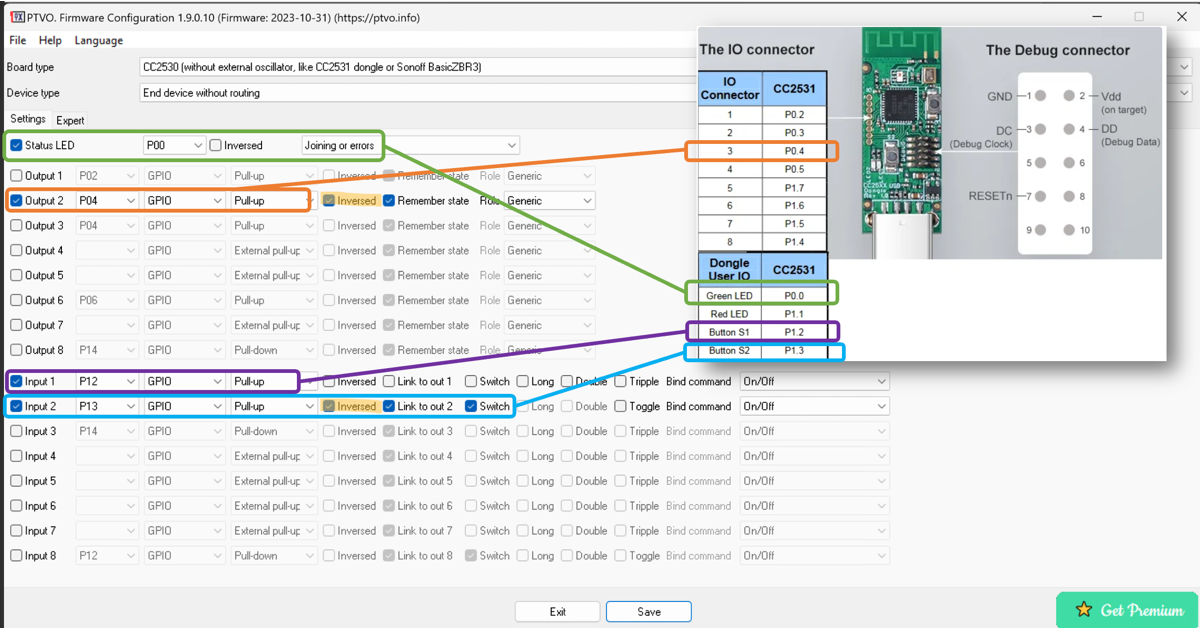 PTVO. Firmware Configuration 1.9.0.10 (Firmware: 2023-10-31) (https://ptvo.info)
File Help Language
Board type CC2530 (without external oscillator, like CC2531 dongle or Sonoff BasicZBR3)
Device type End device without routing
Settings Expert
Status LED P00 Inversed Joining or errors
Output 1 P02 GPIO Pull-up Inversed Remember state Role Generic
Output 2 P04 GPIO Pull-up Inversed Remember state Role Generic
Output 3 P04 GPIO Pull-up Inversed Remember state Role Generic
Output 4 GPIO External pull-up Inversed Remember state Role Generic
Output 5 GPIO External pull-up Inversed Remember state Role Generic
Output 6 P06 GPIO Pull-up Inversed Remember state Role Generic
Output 7 GPIO External pull-up Inversed Remember state Role Generic
Output 8 P14 GPIO Pull-down Inversed Remember state Role Generic
Input 1 P12 GPIO Pull-up Inversed Link to out 1 Switch Long Double Tripple Bind command On/Off
Input 2 P13 GPIO Pull-up Inversed Link to out 2 Switch Long Double Toggle Bind command On/Off
Input 3 P14 GPIO Pull-down Inversed Link to out 3 Switch Long Double Tripple Bind command On/Off
Input 4 GPIO External pull-up Inversed Link to out 4 Switch Long Double Tripple Bind command On/Off
Input 5 GPIO External pull-up Inversed Link to out 5 Switch Long Double Tripple Bind command On/Off
Input 6 GPIO External pull-up Inversed Link to out 6 Switch Long Double Tripple Bind command On/Off
Input 7 GPIO External pull-up Inversed Link to out 7 Switch Long Double Tripple Bind command On/Off
Input 8 P12 GPIO Pull-down Inversed Link to out 8 Switch Long Double Toggle Bind command On/Off
Exit Save
Get Premium
The IO connector
IO Connector CC2531
1 P0.2
2 P0.3
3 P0.4
4 P0.5
5 P1.7
6 P1.6
7 P1.5
8 P1.4
Dongle User IO CC2531
Green LED P0.0
Red LED P1.1
Button S1 P1.2
Button S2 P1.3
The Debug connector
GND 1 2 Vdd
(on target)
DC 3 4 DD
(Debug Clock) (Debug Data)
5 6
RESETn 7 8
9 10